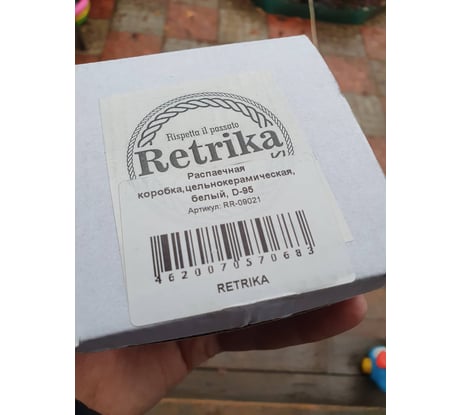 Rispetta il passato
Retrika
Распаечная
коробка,цельнокерамическая,
белый, D-95
Артикул: RR-09021
4620070570683
RETRIKA